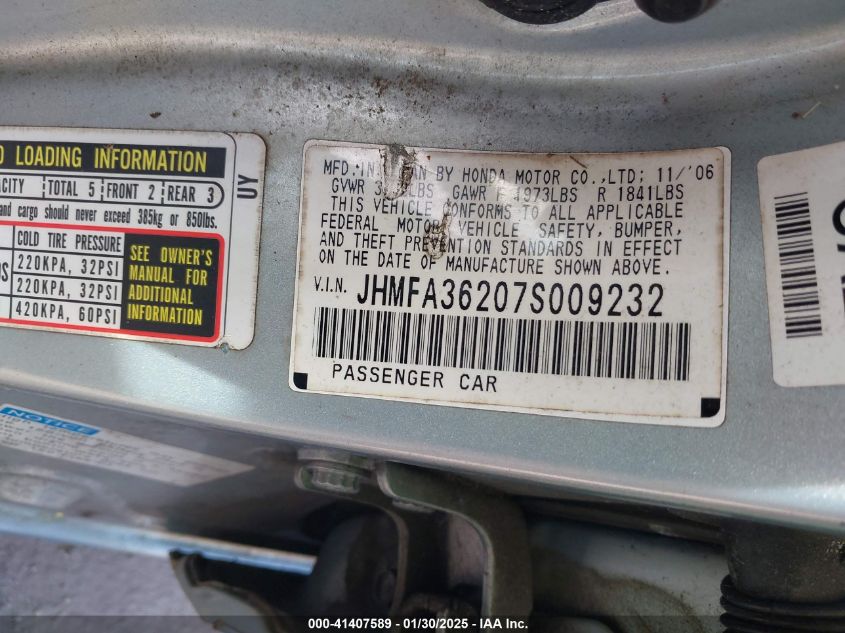 LOADING INFORMATION
TOTAL 5 FRONT 2 REAR 3
and cargo should never exceed 385kg or 850lbs.
COLD TIRE PRESSURE
220KPA, 32PSI
220KPA, 32PSI
420KPA, 60PSI
SEE OWNER'S
MANUAL FOR
ADDITIONAL
INFORMATION
UY
MFD. IN BY HONDA MOTOR CO.,LTD; 11/'06
GVWR GAWR F 1973LBS R 1841LBS
THIS VEHICLE CONFORMS TO ALL APPLICABLE
FEDERAL MOTOR VEHICLE SAFETY, BUMPER,
AND THEFT PREVENTION STANDARDS IN EFFECT
ON THE DATE OF MANUFACTURE SHOWN ABOVE.
V.I.N. JHMFA36207S009232
PASSENGER CAR
NOTICE
000-41407589 — 01/30/2025 — IAA Inc.